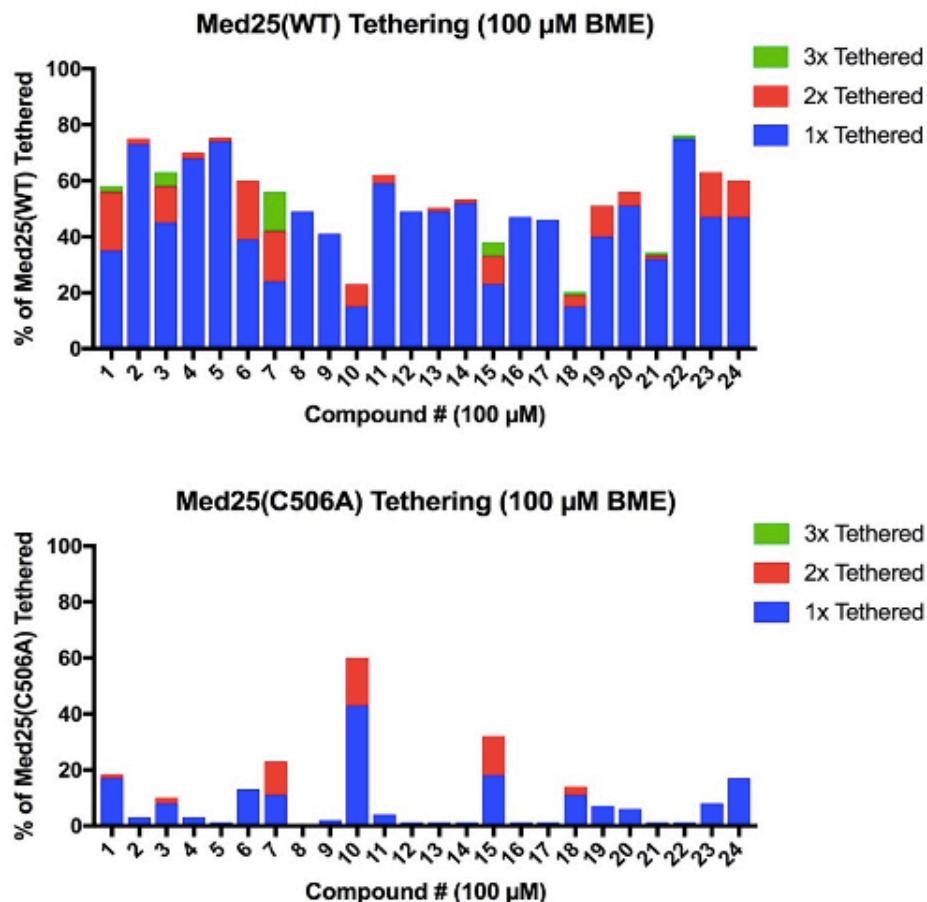 Med25(WT) Tethering (100 µM BME)
3x Tethered
2x Tethered
1x Tethered
% of Med25(WT) Tethered
100
80
60
40
20
0
1 2 3 4 5 6 7 8 9 10 11 12 13 14 15 16 17 18 19 20 21 22 23 24
Compound # (100 µM)
Med25(C506A) Tethering (100 µM BME)
3x Tethered
2x Tethered
1x Tethered
% of Med25(C506A) Tethered
100
80
60
40
20
0
1 2 3 4 5 6 7 8 9 10 11 12 13 14 15 16 17 18 19 20 21 22 23 24
Compound # (100 µM)